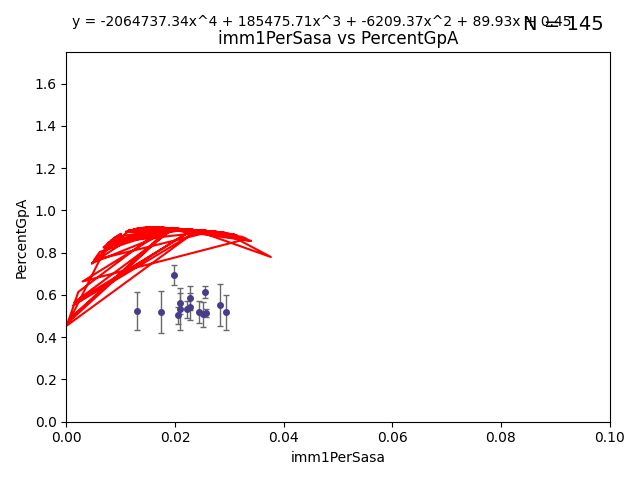 y = -2064737.34x^4 + 185475.71x^3 + -6209.37x^2 + 89.93x + 0.45
N = 145
imm1PerSasa vs PercentGpA
1.6
1.4
1.2
1.0
0.8
0.6
0.4
0.2
0.0
PercentGpA
0.00 0.02 0.04 0.06 0.08 0.10
imm1PerSasa